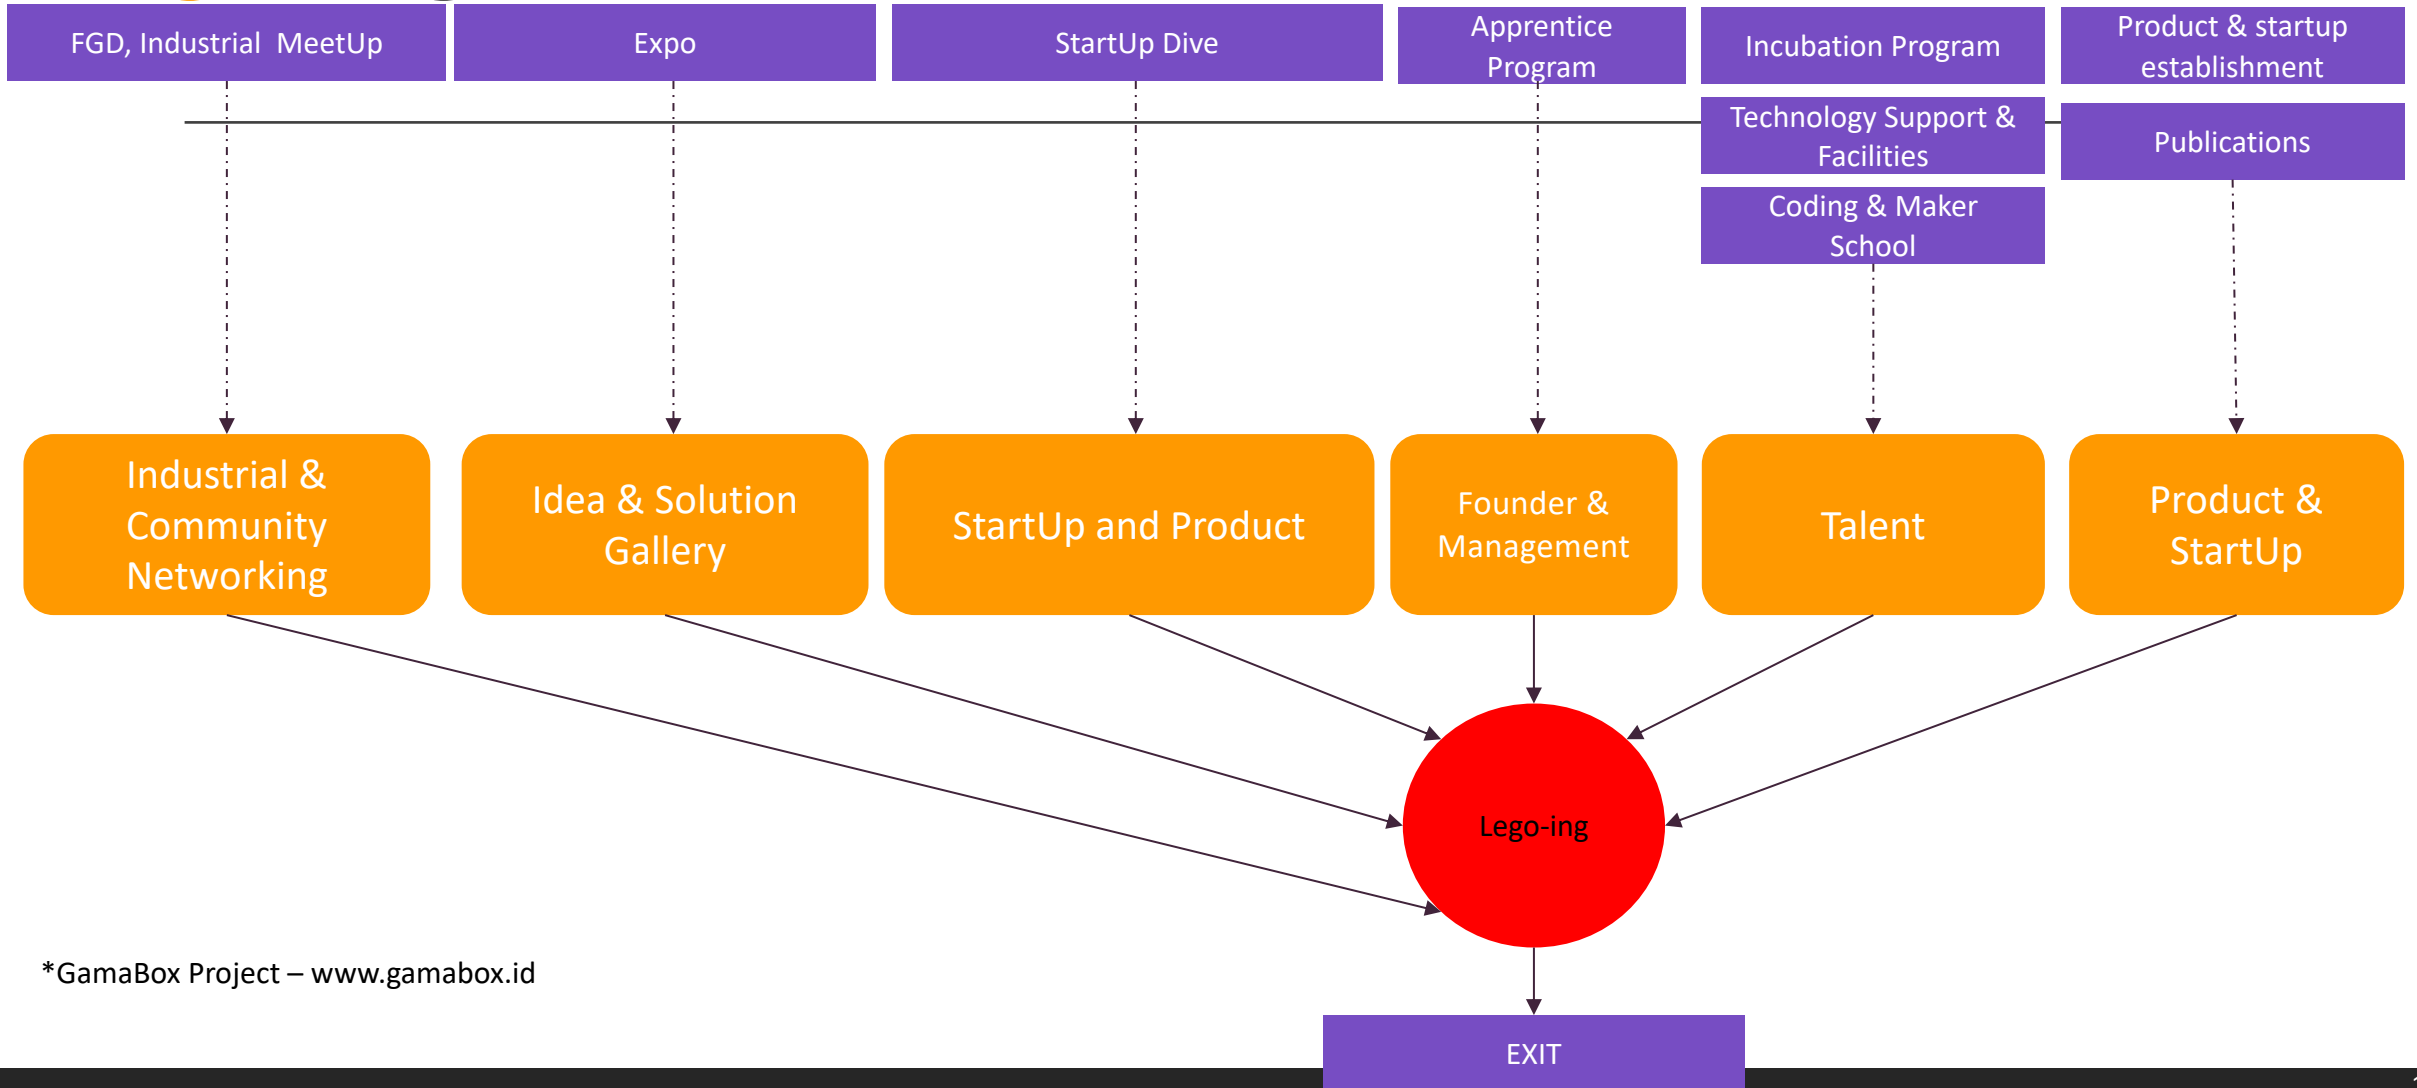 FGD, Industrial  MeetUp
Expo
StartUp Dive
Apprentice
Program
Incubation Program
Product & startup
establishment
Technology Support &
Facilities
Publications
Coding & Maker
School
Industrial &
Community
Networking
Idea & Solution
Gallery
StartUp and Product
Founder &
Management
Talent
Product &
StartUp
Lego-ing
*GamaBox Project – www.gamabox.id
EXIT